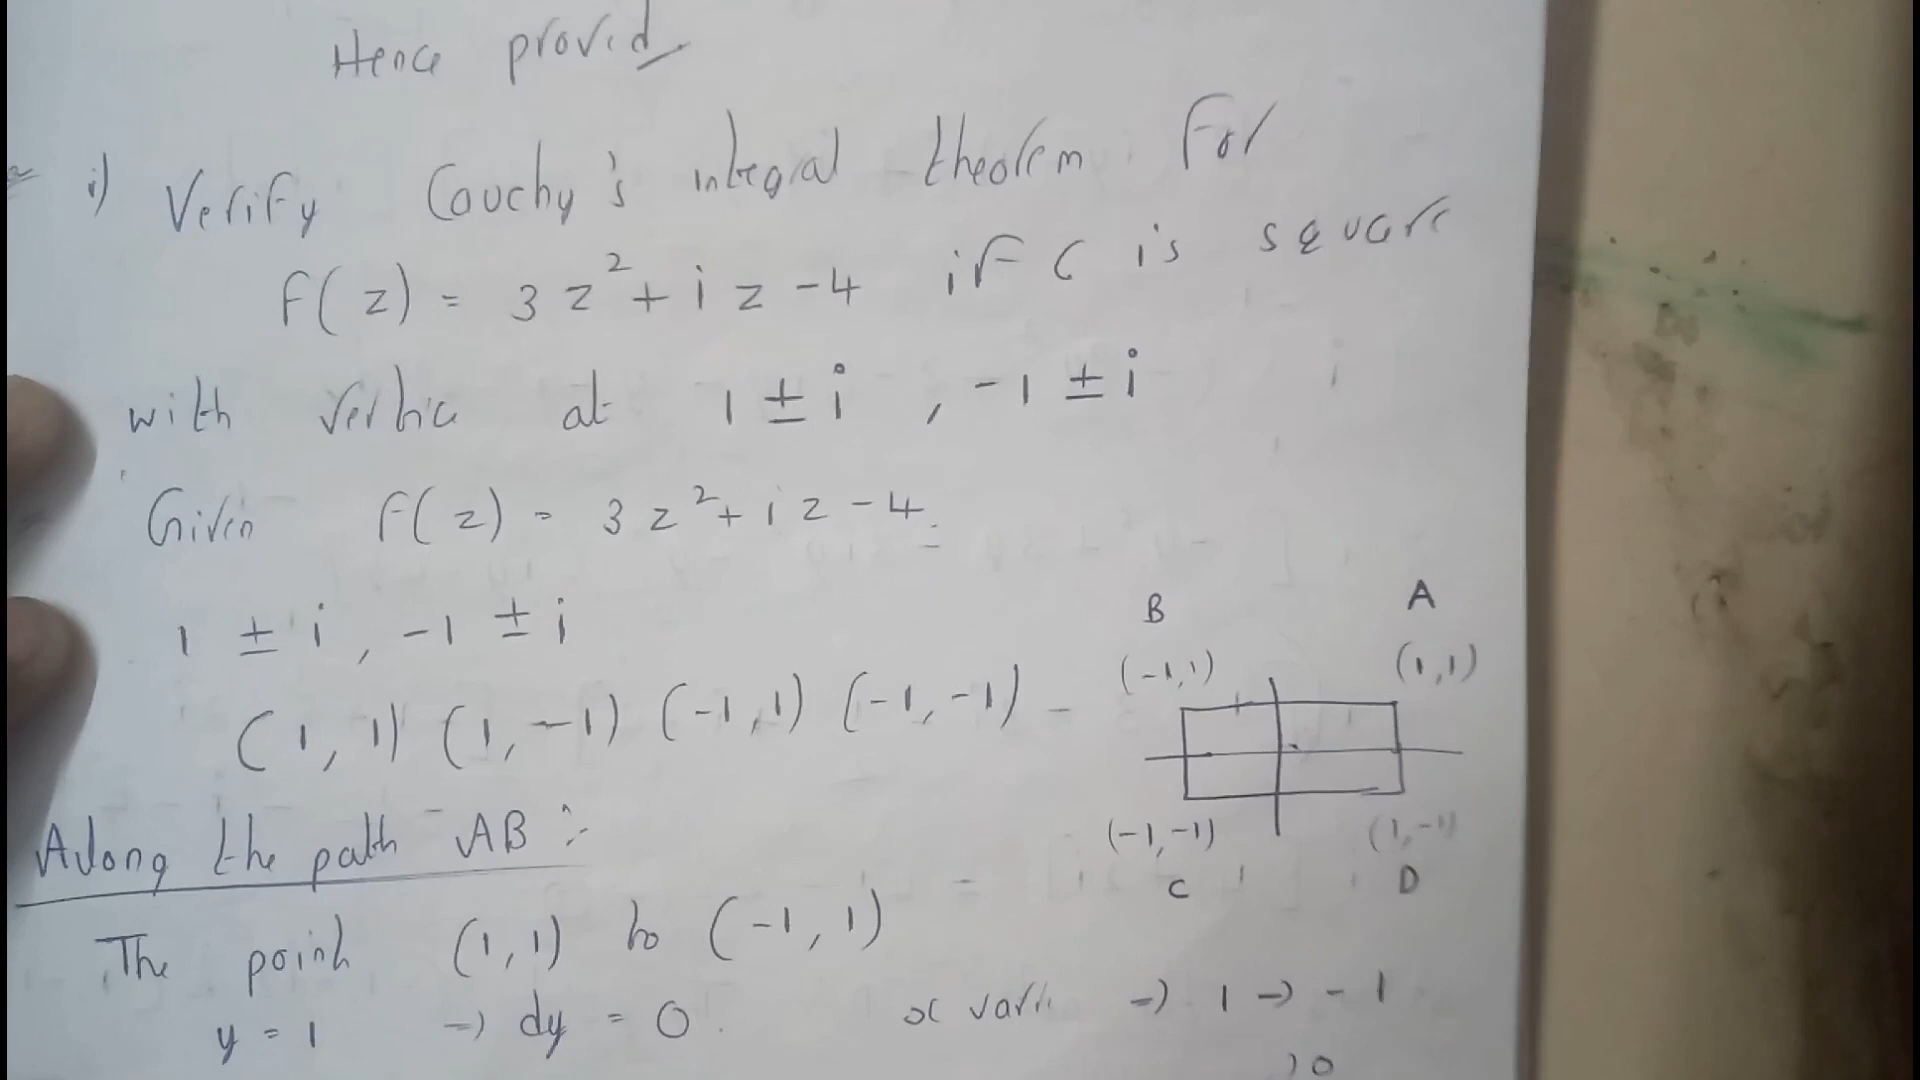 Hence proved
i) Verify Cauchy's integral theorem for
f(z) = 3z² + iz - 4 if C is square
with vertic at 1 ± i , -1 ± i
Given f(z) = 3z² + iz - 4
1 ± i , -1 ± i
(1, 1) (1, -1) (-1, 1) (-1, -1)
B A
(-1, 1) (1, 1)
(-1, -1) (1, -1)
C D
Along the path AB :-
The point (1, 1) to (-1, 1)
y = 1 → dy = 0 x → 1 → -1